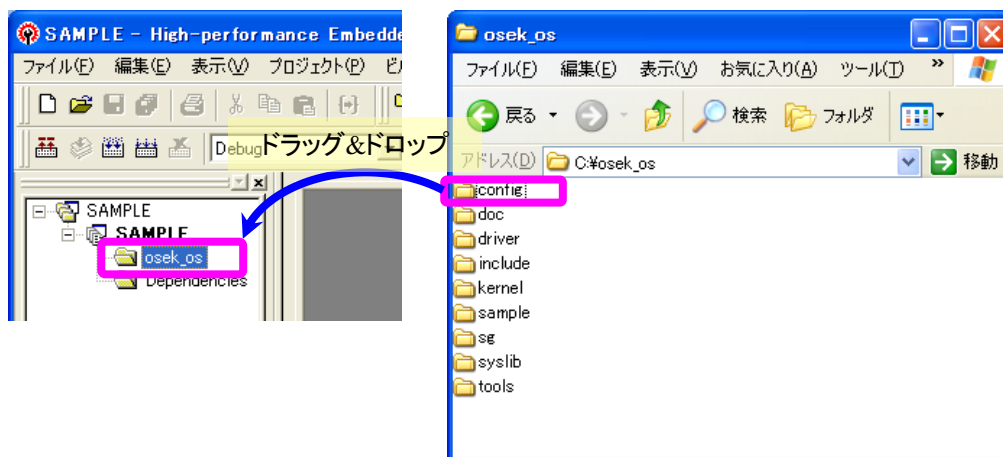 SAMPLE - High-performance Embedde
ファイル(F) 編集(E) 表示(V) プロジェクト(P) ビ
Debug
ドラッグ&ドロップ
SAMPLE
SAMPLE
osek_os
Dependencies
osek_os
ファイル(F) 編集(E) 表示(V) お気に入り(A) ツール(T) »
戻る 検索 フォルダ
アドレス(D) C:¥osek_os 移動
config
doc
driver
include
kernel
sample
sg
syslib
tools